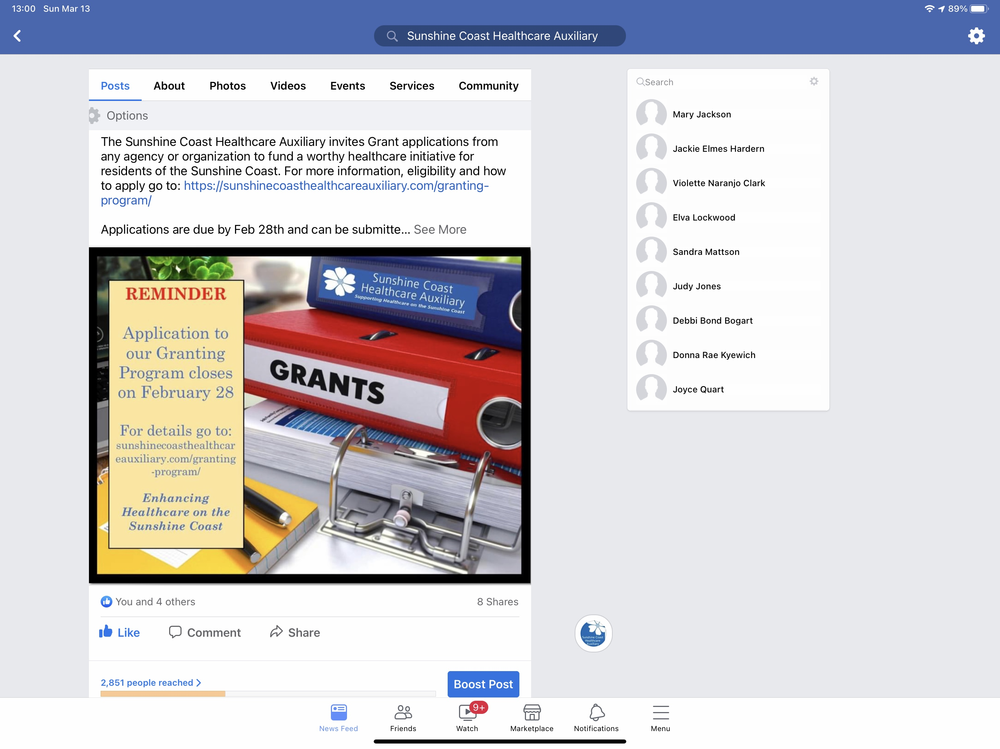 13:00 Sun Mar 13
89%
Sunshine Coast Healthcare Auxiliary
Posts About Photos Videos Events Services Community
Options
The Sunshine Coast Healthcare Auxiliary invites Grant applications from
any agency or organization to fund a worthy healthcare initiative for
residents of the Sunshine Coast. For more information, eligibility and how
to apply go to: https://sunshinecoasthealthcareauxiliary.com/granting-
program/
Applications are due by Feb 28th and can be submitte... See More
REMINDER
Application to
our Granting
Program closes
on February 28
For details go to:
sunshinecoasthealthcar
eauxiliary.com/granting
-program/
Enhancing
Healthcare on the
Sunshine Coast
Sunshine Coast
Healthcare Auxiliary
Supporting Healthcare on the Sunshine Coast
GRANTS
You and 4 others
8 Shares
Like Comment Share
2,851 people reached
Boost Post
Search
Mary Jackson
Jackie Elmes Hardern
Violette Naranjo Clark
Elva Lockwood
Sandra Mattson
Judy Jones
Debbi Bond Bogart
Donna Rae Kyewich
Joyce Quart
Sunshine Coast
Healthcare
Auxiliary
9+
News Feed Friends Watch Marketplace Notifications Menu